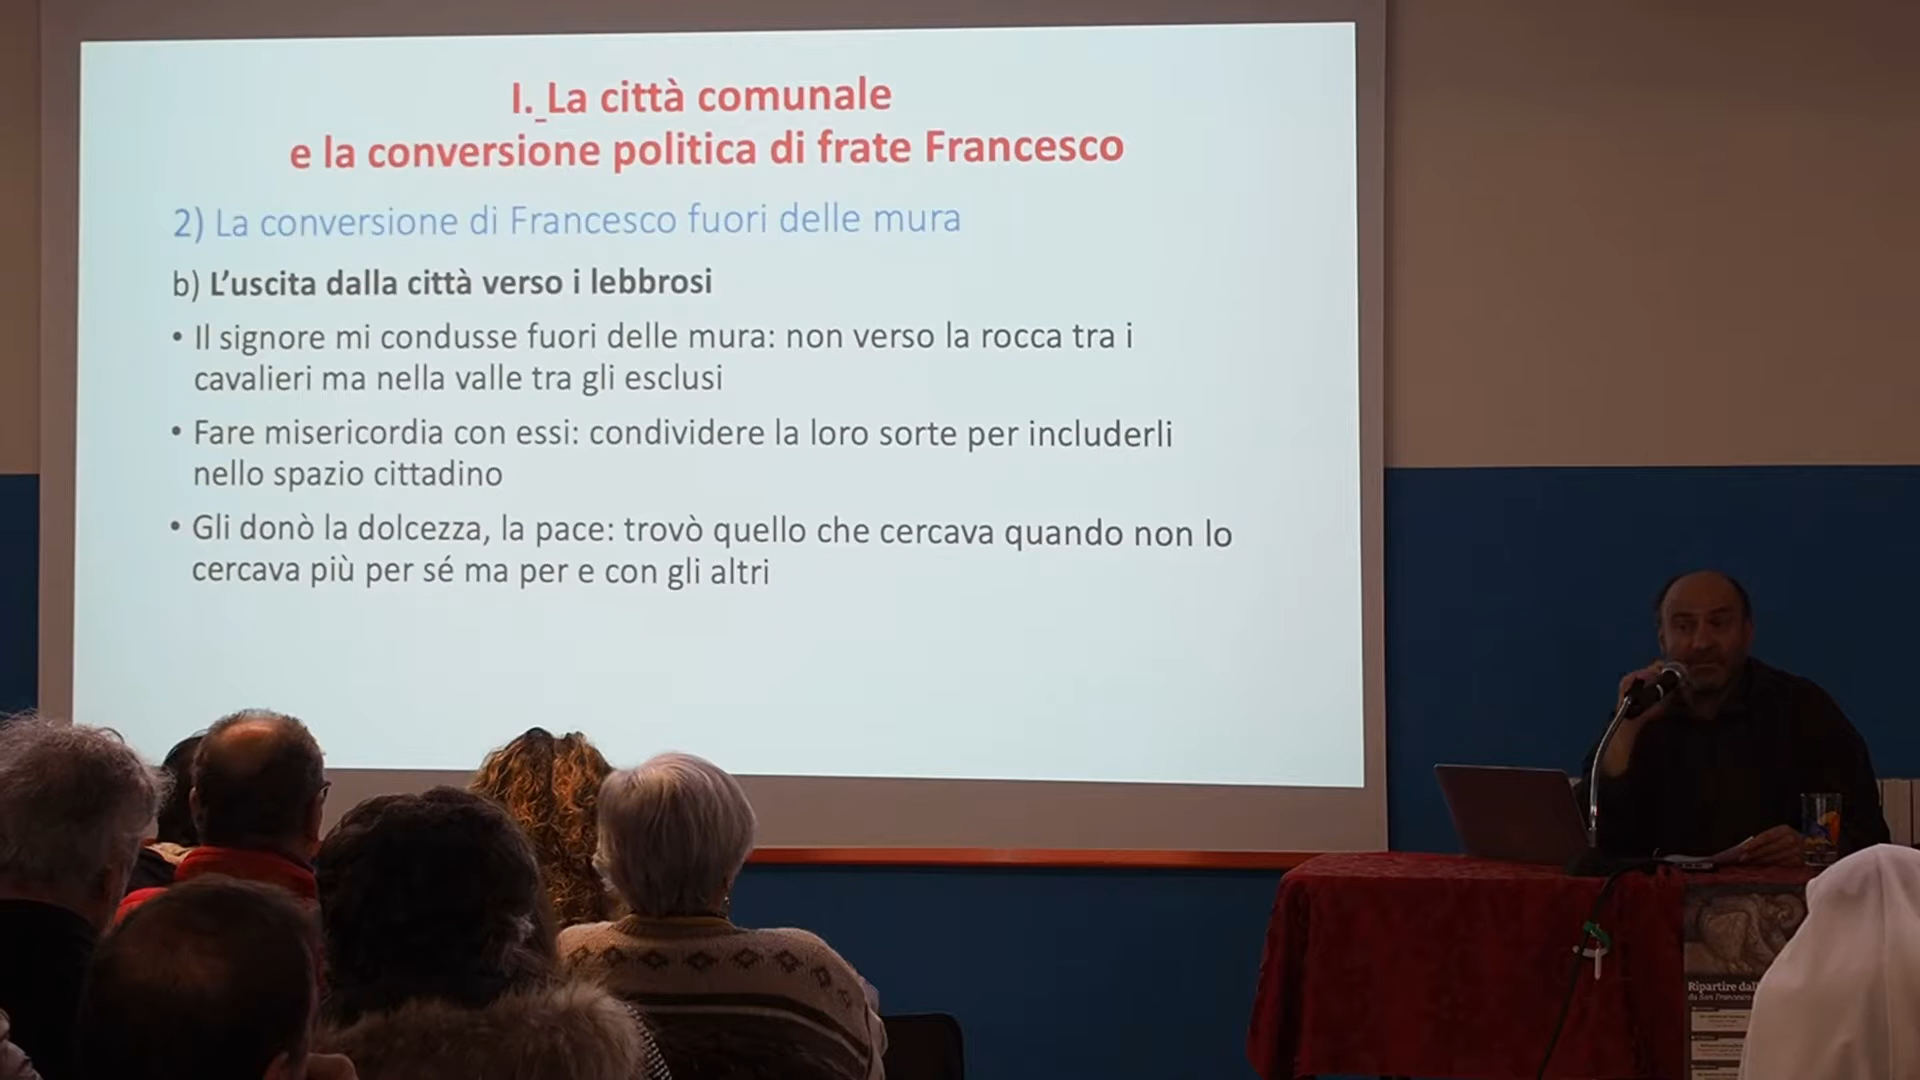 I. La città comunale
e la conversione politica di frate Francesco
2) La conversione di Francesco fuori delle mura
b) L'uscita dalla città verso i lebbrosi
• Il signore mi condusse fuori delle mura: non verso la rocca tra i
cavalieri ma nella valle tra gli esclusi
• Fare misericordia con essi: condividere la loro sorte per includerli
nello spazio cittadino
• Gli donò la dolcezza, la pace: trovò quello che cercava quando non lo
cercava più per sé ma per e con gli altri
Ripartire dal
da San Francesco